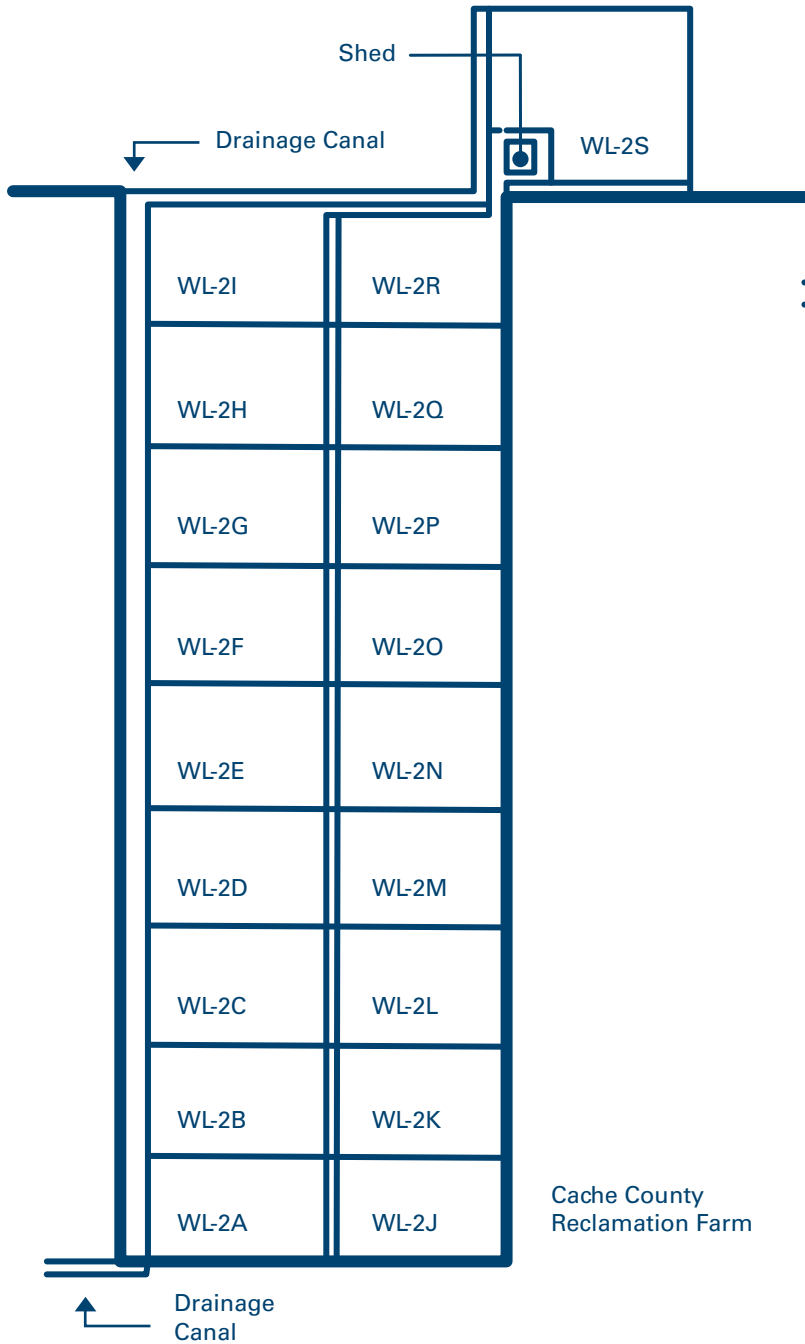 Shed
Drainage Canal
WL-2S
WL-2I
WL-2R
WL-2H
WL-2Q
WL-2G
WL-2P
WL-2F
WL-2O
WL-2E
WL-2N
WL-2D
WL-2M
WL-2C
WL-2L
WL-2B
WL-2K
WL-2A
WL-2J
Cache County
Reclamation Farm
Drainage
Canal